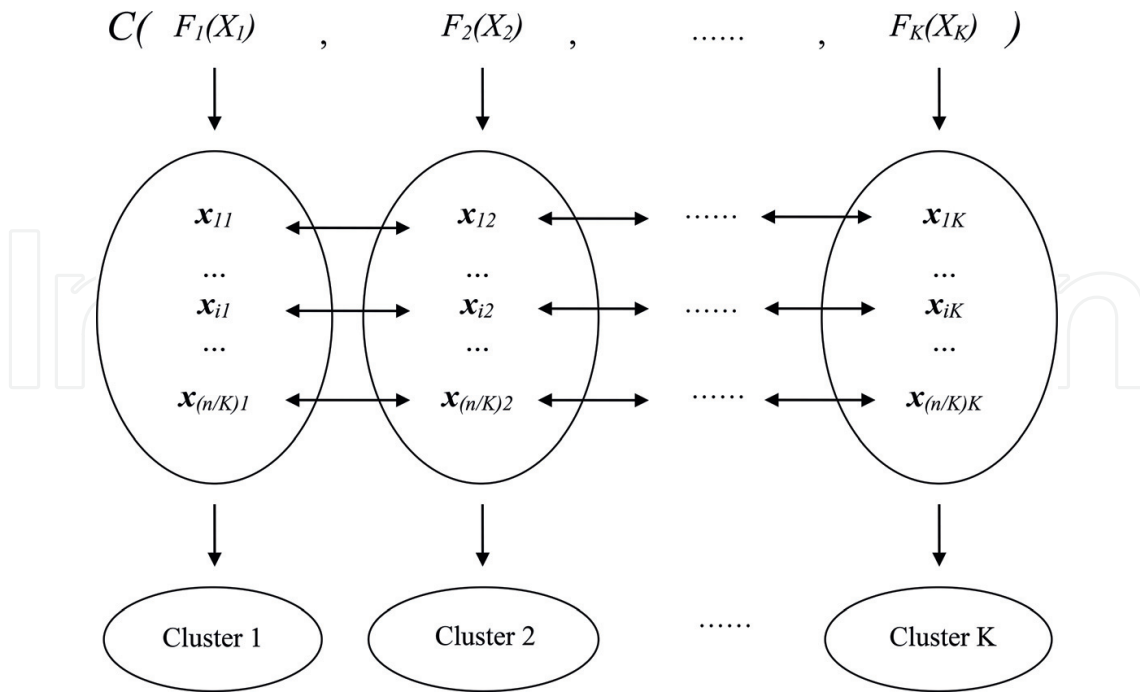 C( F1(X1) , F2(X2) , ...... , FK(XK) )
x11 x12 ...... x1K
... ... ...
xi1 xi2 ...... xiK
... ... ...
x(n/K)1 x(n/K)2 ...... x(n/K)K
Cluster 1 Cluster 2 ...... Cluster K